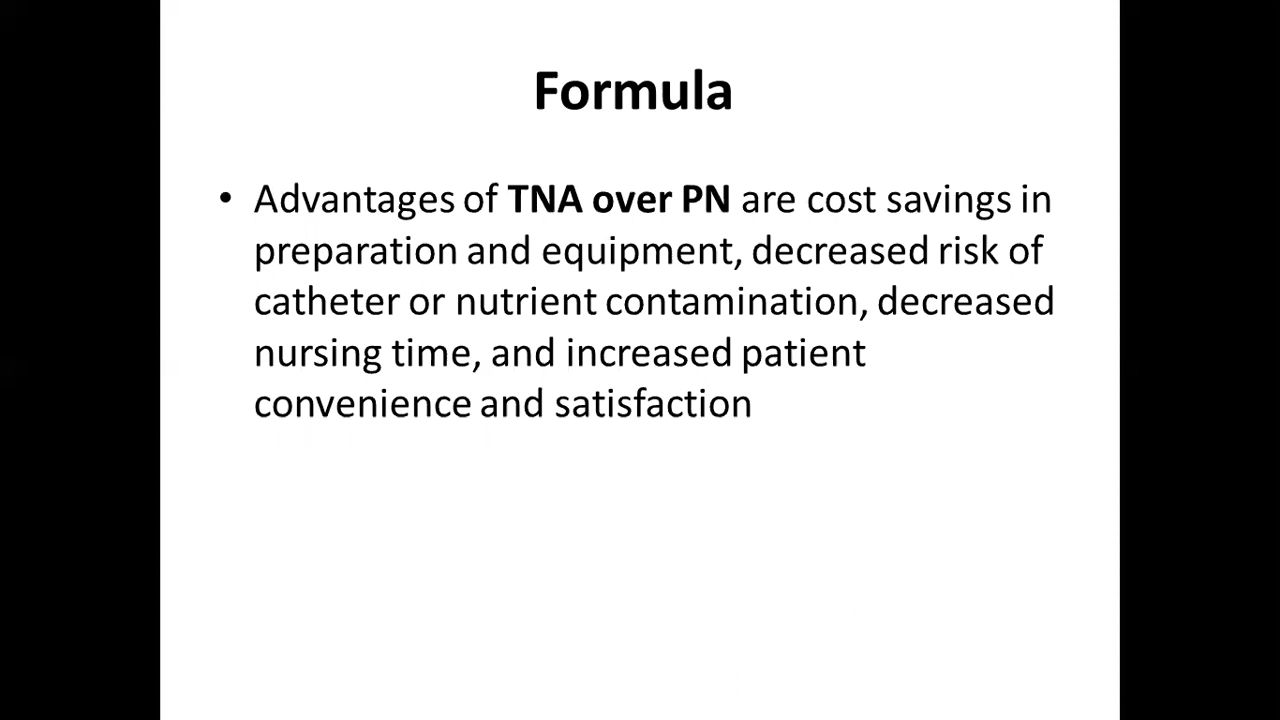 Formula
• Advantages of TNA over PN are cost savings in
preparation and equipment, decreased risk of
catheter or nutrient contamination, decreased
nursing time, and increased patient
convenience and satisfaction